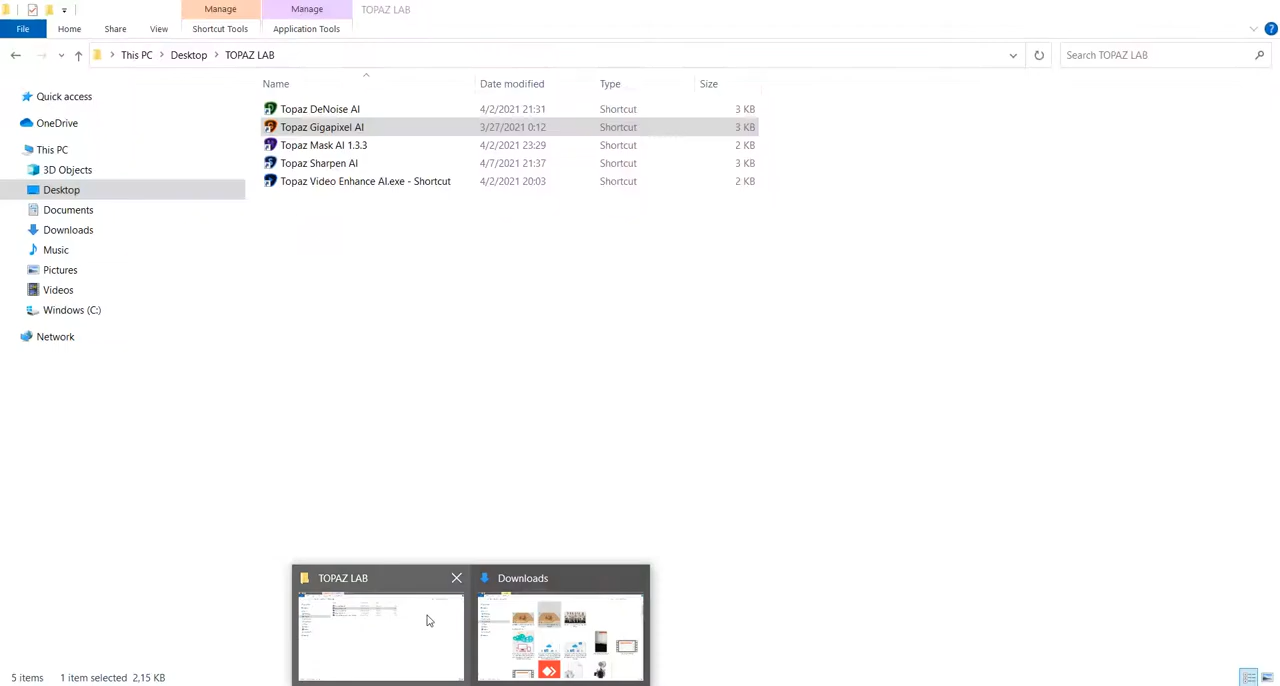 Manage Manage TOPAZ LAB
File Home Share View Shortcut Tools Application Tools
This PC Desktop TOPAZ LAB Search TOPAZ LAB
Name Date modified Type Size
Quick access
OneDrive
This PC
3D Objects
Desktop
Documents
Downloads
Music
Pictures
Videos
Windows (C:)
Network
Topaz DeNoise AI 4/2/2021 21:31 Shortcut 3 KB
Topaz Gigapixel AI 3/27/2021 0:12 Shortcut 3 KB
Topaz Mask AI 1.3.3 4/2/2021 23:29 Shortcut 2 KB
Topaz Sharpen AI 4/7/2021 21:37 Shortcut 3 KB
Topaz Video Enhance AI.exe - Shortcut 4/2/2021 20:03 Shortcut 2 KB
TOPAZ LAB Downloads
5 items 1 item selected 2,15 KB